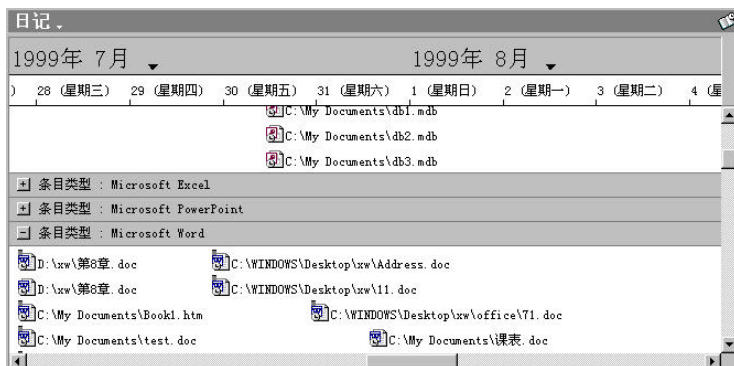 日记
1999年 7月 1999年 8月
) 28 (星期三) 29 (星期四) 30 (星期五) 31 (星期六) 1 (星期日) 2 (星期一) 3 (星期二) 4 (星
C:\My Documents\db1.mdb
C:\My Documents\db2.mdb
C:\My Documents\db3.mdb
条目类型 : Microsoft Excel
条目类型 : Microsoft PowerPoint
条目类型 : Microsoft Word
D:\xw\第8章.doc C:\WINDOWS\Desktop\xw\Address.doc
D:\xw\第8章.doc C:\WINDOWS\Desktop\xw\11.doc
C:\My Documents\Book1.htm C:\WINDOWS\Desktop\xw\office\71.doc
C:\My Documents\test.doc C:\My Documents\课表.doc